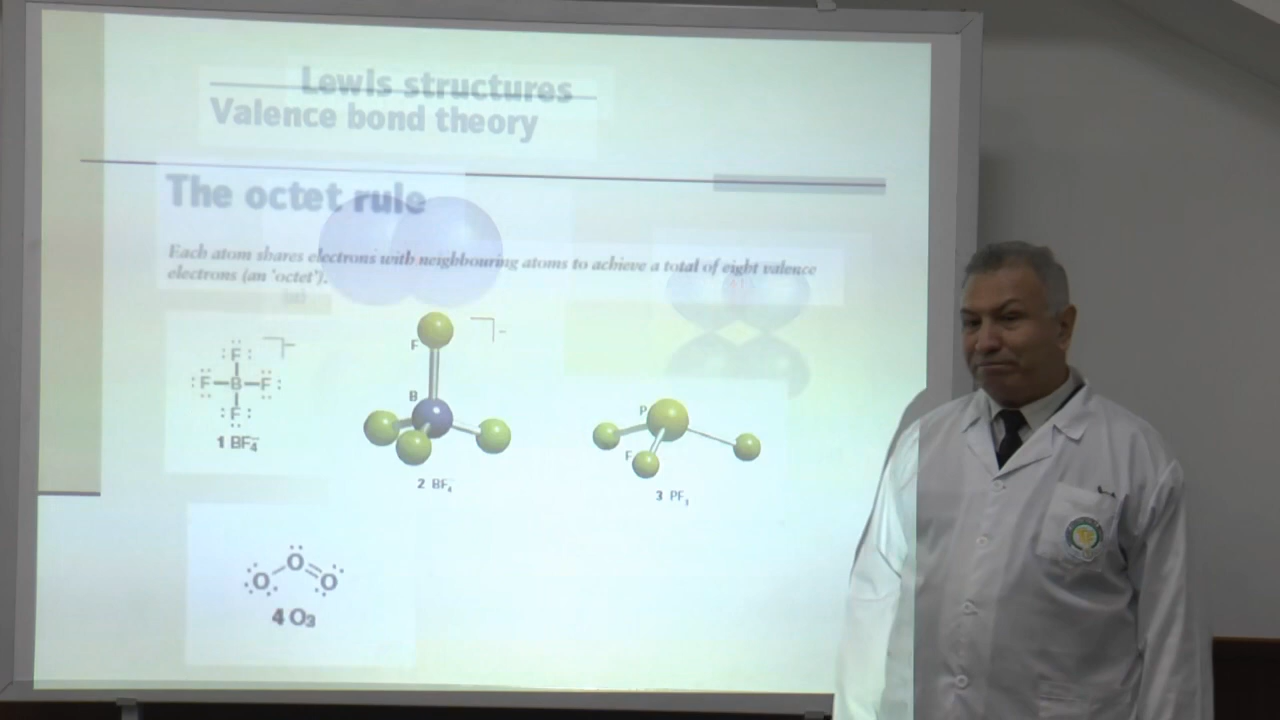 Lewis structures
Valence bond theory
The octet rule
Each atom shares electrons with neighbouring atoms to achieve a total of eight valence
electrons (an 'octet').
(a)
F
F B F
F
1 BF₄⁻
F
B
2 BF₄⁻
P
F
3 PF₃
O
O O
4 O₃